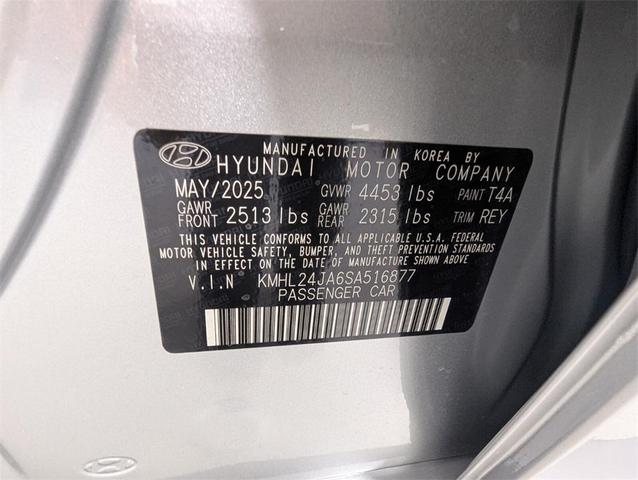 MANUFACTURED IN KOREA BY
HYUNDAI MOTOR COMPANY
MAY/2025 GVWR 4453 lbs PAINT T4A
GAWR FRONT 2513 lbs GAWR REAR 2315 lbs TRIM REY
THIS VEHICLE CONFORMS TO ALL APPLICABLE U.S.A. FEDERAL
MOTOR VEHICLE SAFETY, BUMPER, AND THEFT PREVENTION STANDARDS
IN EFFECT ON THE DATE OF MANUFACTURE SHOWN ABOVE.
V.I.N KMHL24JA6SA516877
PASSENGER CAR